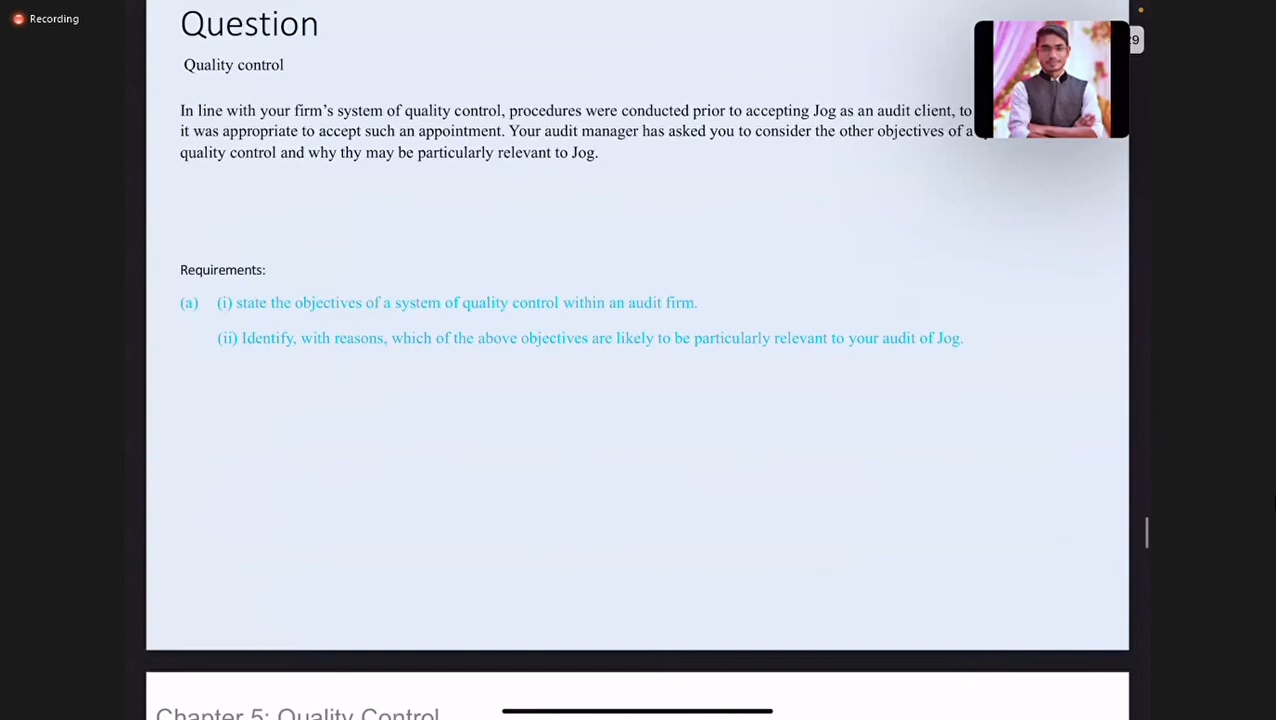 Recording
Question
Quality control
In line with your firm's system of quality control, procedures were conducted prior to accepting Jog as an audit client, to
it was appropriate to accept such an appointment. Your audit manager has asked you to consider the other objectives of a
quality control and why thy may be particularly relevant to Jog.
Requirements:
(a) (i) state the objectives of a system of quality control within an audit firm.
(ii) Identify, with reasons, which of the above objectives are likely to be particularly relevant to your audit of Jog.
Chapter 5: Quality Control